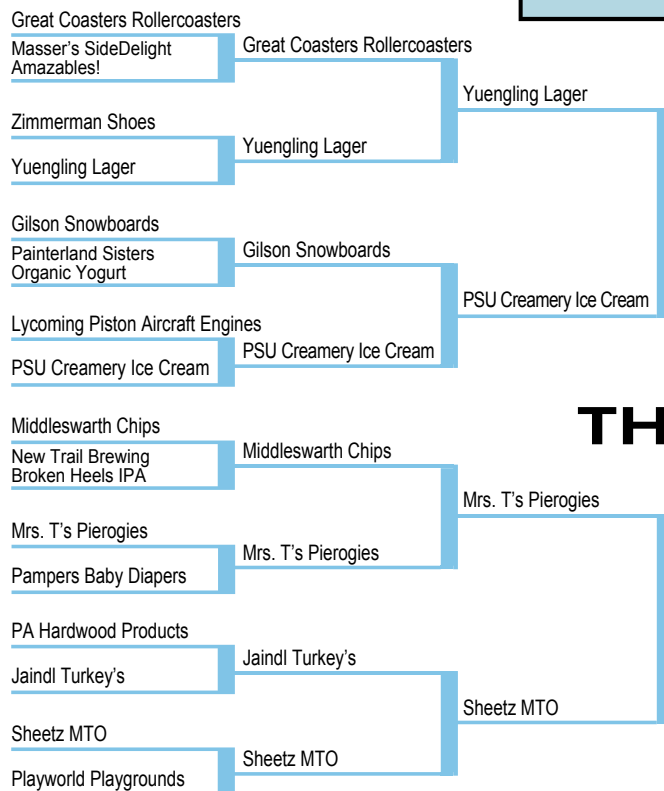 Great Coasters Rollercoasters
Masser's SideDelight
Amazables!
Great Coasters Rollercoasters
Yuengling Lager
Zimmerman Shoes
Yuengling Lager
Yuengling Lager
Gilson Snowboards
Painterland Sisters
Organic Yogurt
Gilson Snowboards
PSU Creamery Ice Cream
Lycoming Piston Aircraft Engines
PSU Creamery Ice Cream
PSU Creamery Ice Cream
Middleswarth Chips
TH
New Trail Brewing
Broken Heels IPA
Middleswarth Chips
Mrs. T's Pierogies
Mrs. T's Pierogies
Pampers Baby Diapers
Mrs. T's Pierogies
PA Hardwood Products
Jaindl Turkey's
Jaindl Turkey's
Sheetz MTO
Sheetz MTO
Playworld Playgrounds
Sheetz MTO